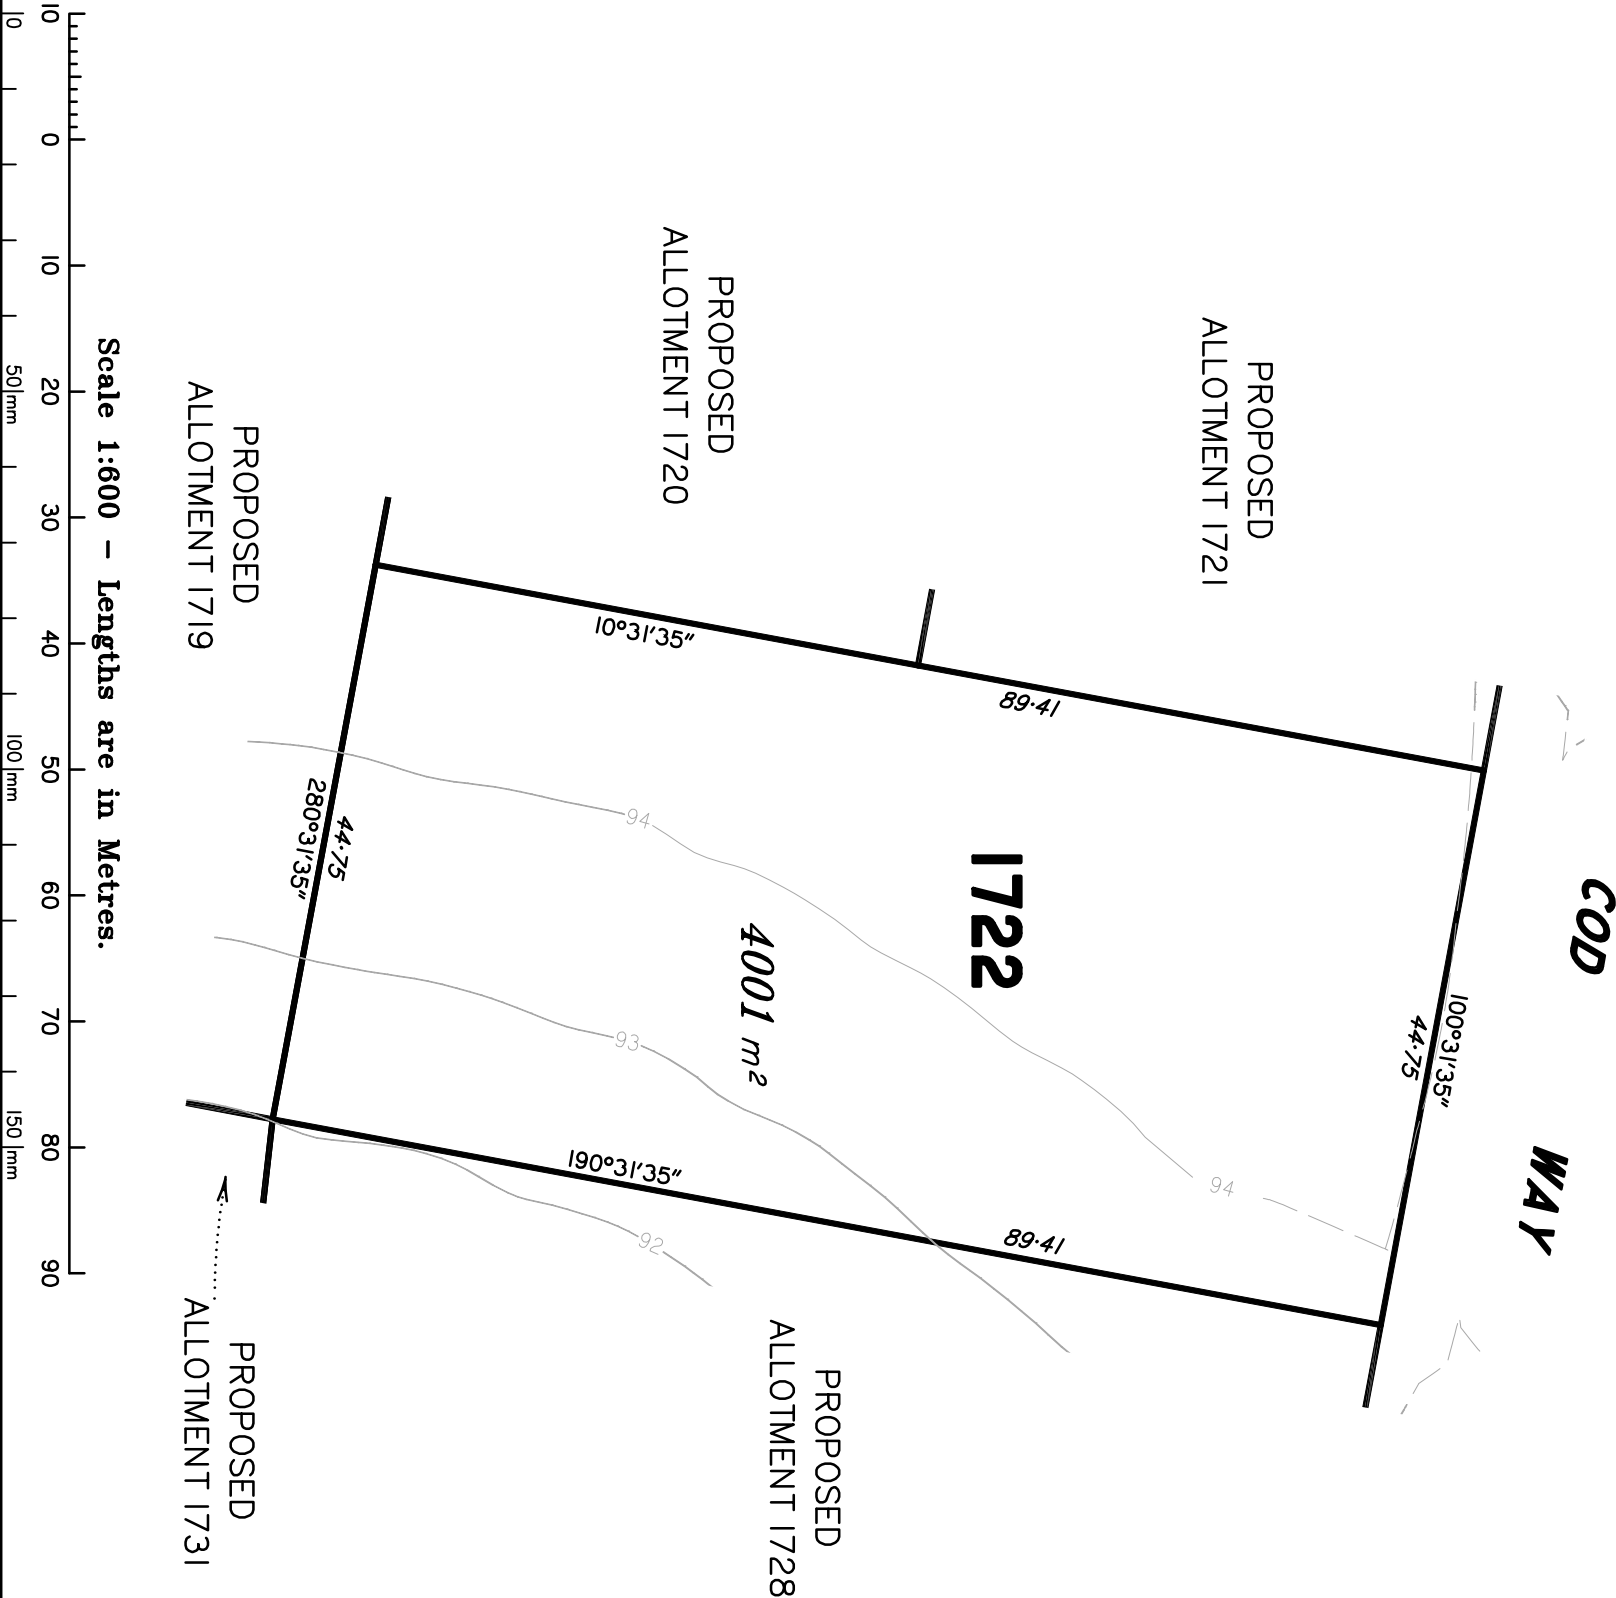 COD WAY
100°31'35"
44·75
PROPOSED
ALLOTMENT 1721
94
89·41
89·41
1722
4001 m²
PROPOSED
ALLOTMENT 1728
PROPOSED
ALLOTMENT 1720
10°31'35"
94
93
92
190°31'35"
44·75
280°31'35"
PROPOSED
ALLOTMENT 1719
PROPOSED
ALLOTMENT 1731
Scale 1:600 – Lengths are in Metres.
10 0 10 20 30 40 50 60 70 80 90
10 50 mm 100 mm 150 mm